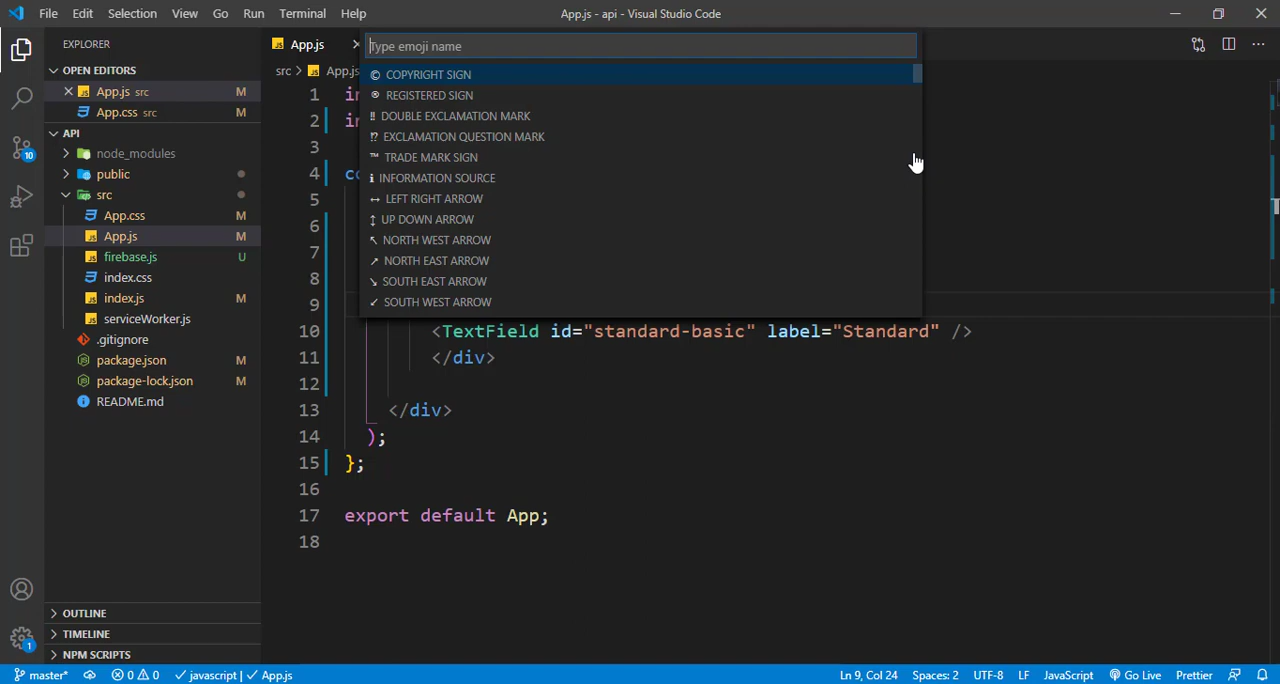 File Edit Selection View Go Run Terminal Help App.js - api - Visual Studio Code
EXPLORER
OPEN EDITORS
App.js src M
App.css src M
API
node_modules
public
src
App.css M
App.js M
firebase.js U
index.css
index.js M
serviceWorker.js
.gitignore
package.json M
package-lock.json M
README.md
OUTLINE
TIMELINE
NPM SCRIPTS
10
1
App.js
src > App.js
Type emoji name
© COPYRIGHT SIGN
® REGISTERED SIGN
‼ DOUBLE EXCLAMATION MARK
⁉ EXCLAMATION QUESTION MARK
™ TRADE MARK SIGN
ℹ INFORMATION SOURCE
↔ LEFT RIGHT ARROW
↕ UP DOWN ARROW
↖ NORTH WEST ARROW
↗ NORTH EAST ARROW
↘ SOUTH EAST ARROW
↙ SOUTH WEST ARROW
1
2
3
4
5
6
7
8
9
10 <TextField id="standard-basic" label="Standard" />
11 </div>
12
13 </div>
14 );
15 };
16
17 export default App;
18
master* 0 0 javascript | App.js Ln 9, Col 24 Spaces: 2 UTF-8 LF JavaScript Go Live Prettier